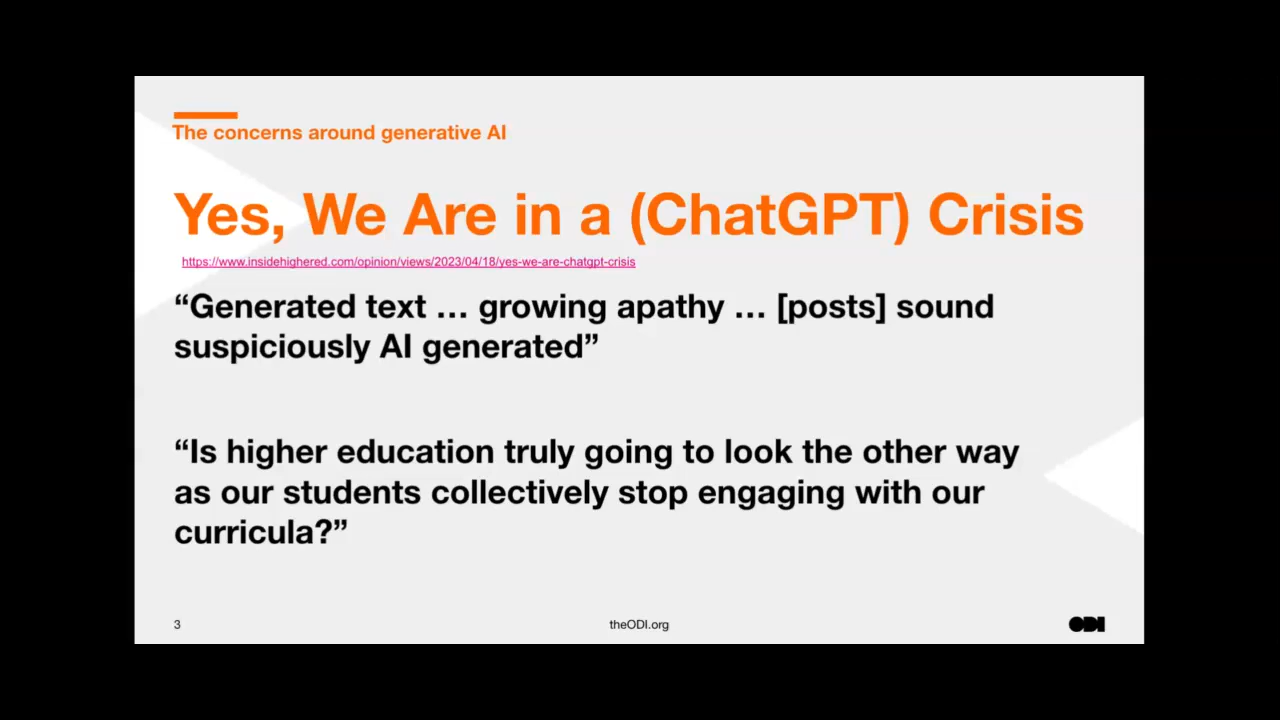 The concerns around generative AI
Yes, We Are in a (ChatGPT) Crisis
https://www.insidehighered.com/opinion/views/2023/04/18/yes-we-are-chatgpt-crisis
“Generated text … growing apathy … [posts] sound
suspiciously AI generated”
“Is higher education truly going to look the other way
as our students collectively stop engaging with our
curricula?”
3
theODI.org
ODI